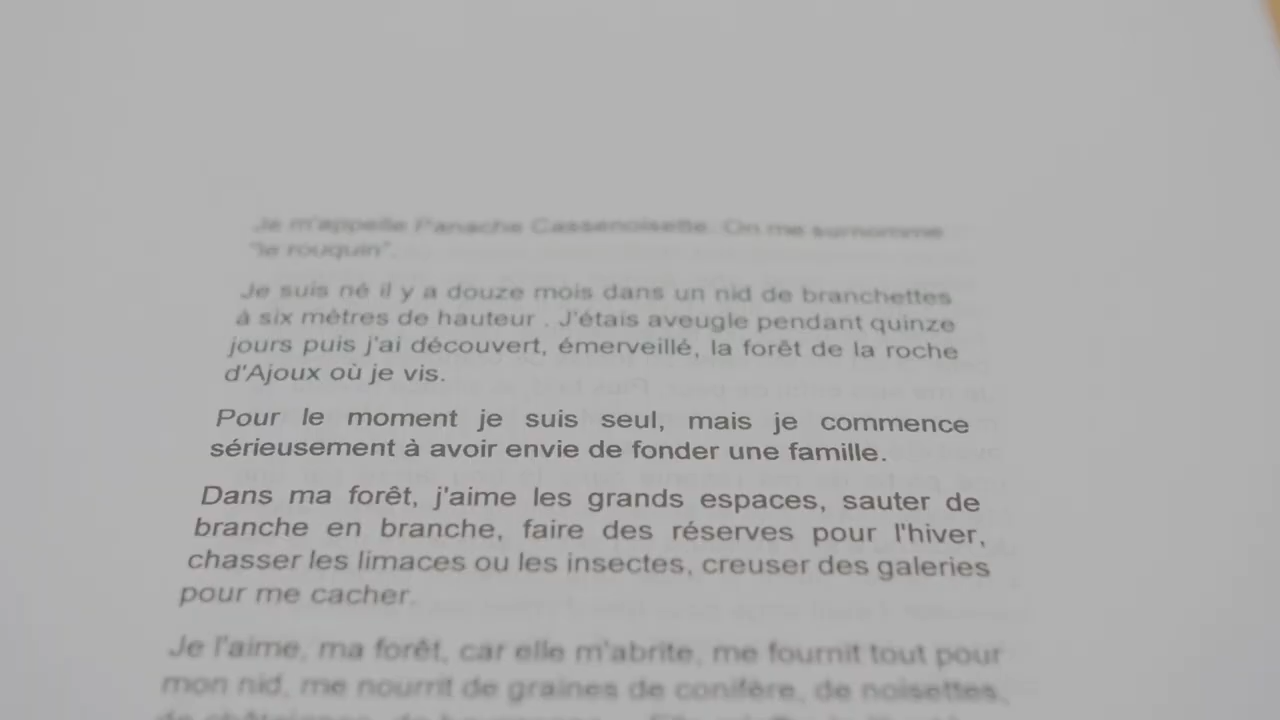 Je m'appelle Panache Cassenoisette. On me surnomme
"le rouquin".
Je suis né il y a douze mois dans un nid de branchettes
à six mètres de hauteur . J'étais aveugle pendant quinze
jours puis j'ai découvert, émerveillé, la forêt de la roche
d'Ajoux où je vis.
Pour le moment je suis seul, mais je commence
sérieusement à avoir envie de fonder une famille.
Dans ma forêt, j'aime les grands espaces, sauter de
branche en branche, faire des réserves pour l'hiver,
chasser les limaces ou les insectes, creuser des galeries
pour me cacher.
Je l'aime, ma forêt, car elle m'abrite, me fournit tout pour
mon nid, me nourrit de graines de conifère, de noisettes,